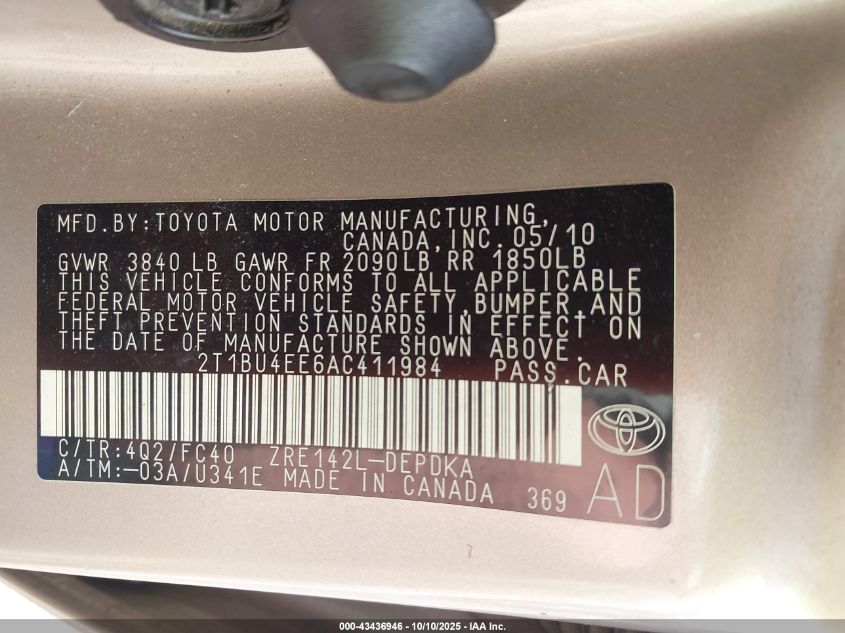 MFD.BY:TOYOTA MOTOR MANUFACTURING,
CANADA,INC. 05/10
GVWR 3840 LB GAWR FR 2090LB RR 1850LB
THIS VEHICLE CONFORMS TO ALL APPLICABLE
FEDERAL MOTOR VEHICLE SAFETY,BUMPER,AND
THEFT PREVENTION STANDARDS IN EFFECT ON
THE DATE OF MANUFACTURE SHOWN ABOVE.
2T1BU4EE6AC411984 PASS.CAR
C/TR:4Q2/FC40 ZRE142L-DEPDKA
A/TM:-03A/U341E MADE IN CANADA 369 AD
000-43436946 - 10/10/2025 - IAA Inc.